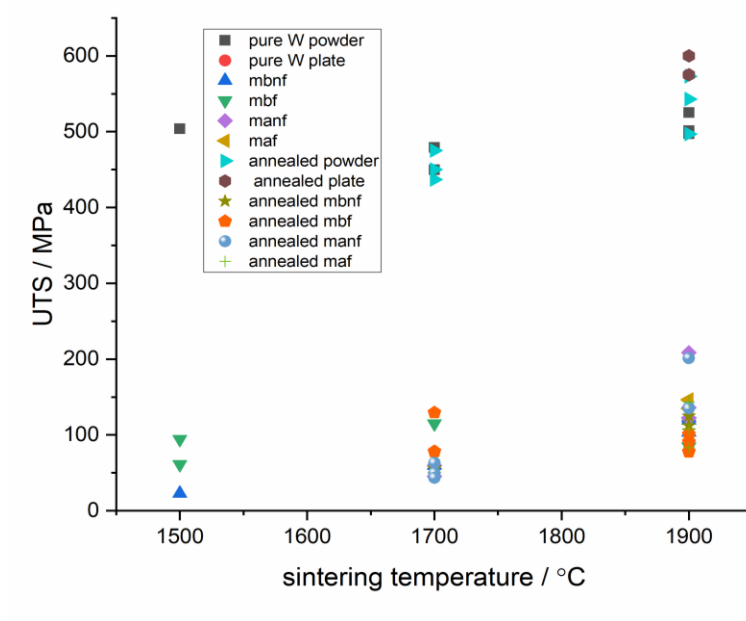 pure W powder
pure W plate
mbnf
mbf
manf
maf
annealed powder
annealed plate
annealed mbnf
annealed mbf
annealed manf
annealed maf
600
500
400
300
200
100
0
UTS / MPa
1500 1600 1700 1800 1900
sintering temperature / °C